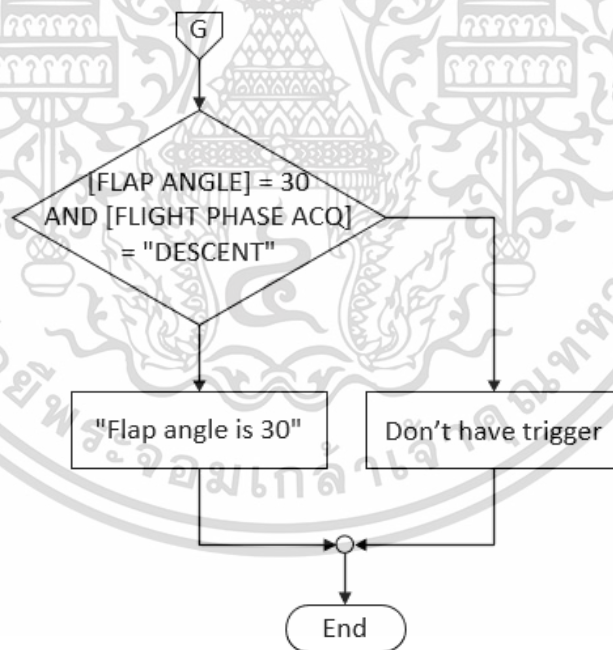 G
[FLAP ANGLE] = 30
AND [FLIGHT PHASE ACQ]
= "DESCENT"
"Flap angle is 30"
Don't have trigger
End